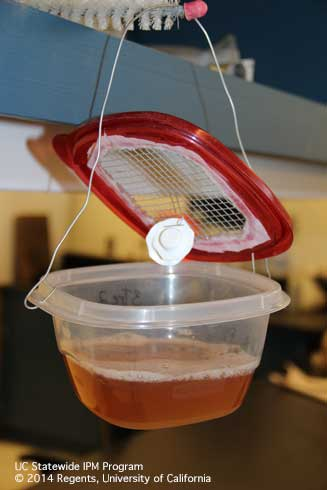 UC Statewide IPM Program
© 2014 Regents, University of California